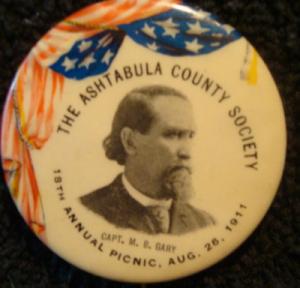 THE ASHTABULA COUNTY SOCIETY
CAPT. M. B. GARY
18TH ANNUAL PICNIC, AUG. 26, 1911